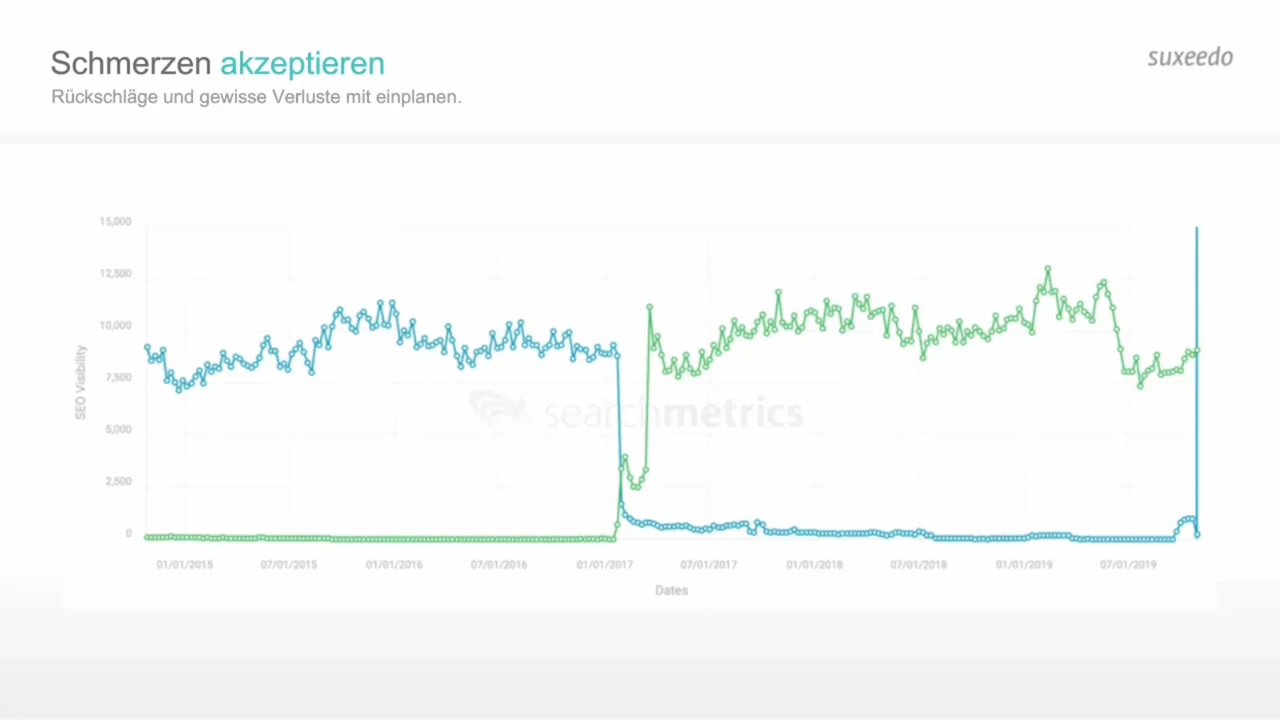 Schmerzen akzeptieren
suxeedo
Rückschläge und gewisse Verluste mit einplanen.
15,000
12,500
10,000
7,500
5,000
2,500
0
SEO Visibility
searchmetrics
01/01/2015 07/01/2015 01/01/2016 07/01/2016 01/01/2017 07/01/2017 01/01/2018 07/01/2018 01/01/2019 07/01/2019
Dates